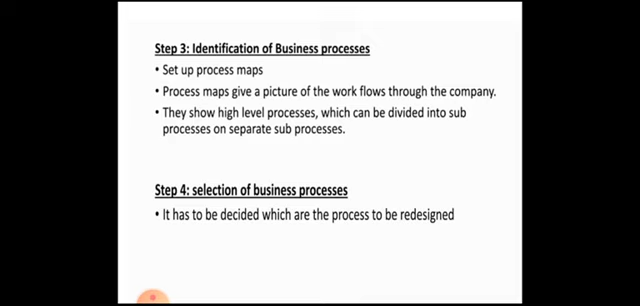 Step 3: Identification of Business processes
• Set up process maps
• Process maps give a picture of the work flows through the company.
• They show high level processes, which can be divided into sub
processes on separate sub processes.
Step 4: selection of business processes
• It has to be decided which are the process to be redesigned